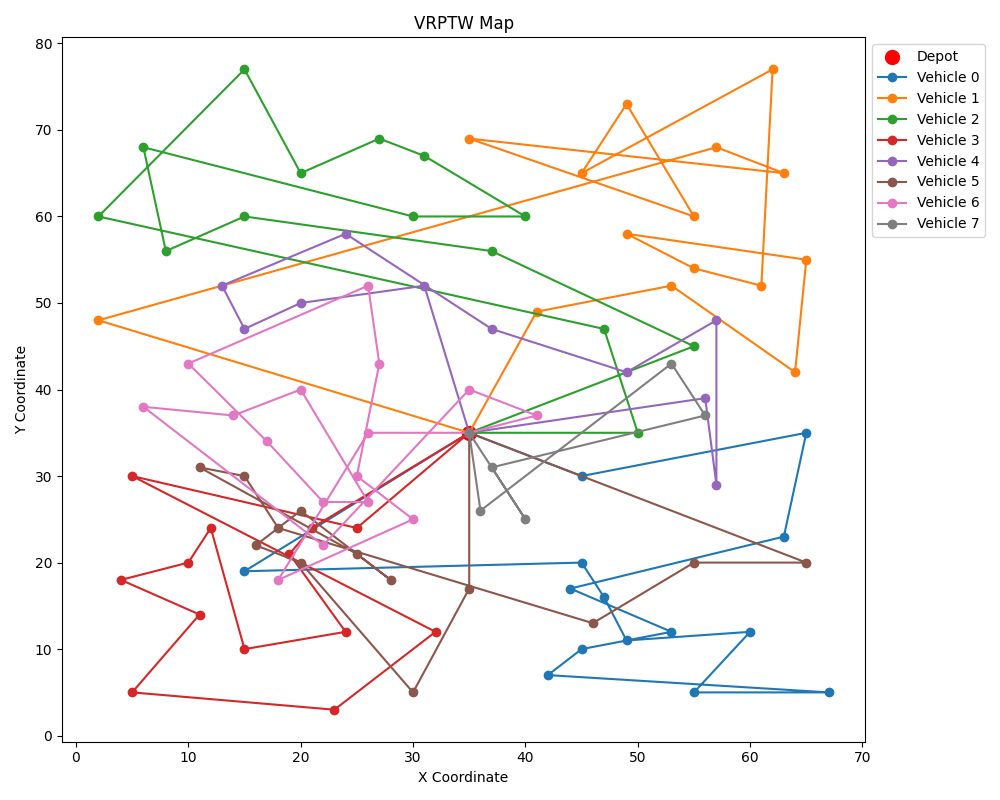 VRPTW Map
Y Coordinate
80
70
60
50
40
30
20
10
0
0 10 20 30 40 50 60 70
X Coordinate
Depot
Vehicle 0
Vehicle 1
Vehicle 2
Vehicle 3
Vehicle 4
Vehicle 5
Vehicle 6
Vehicle 7